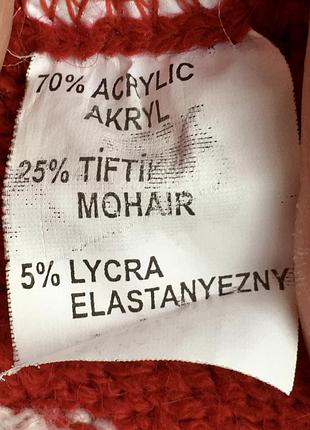 70% ACRYLIC
AKRYL
25% TİFTİK
MOHAIR
5% LYCRA
ELASTANYEZNY